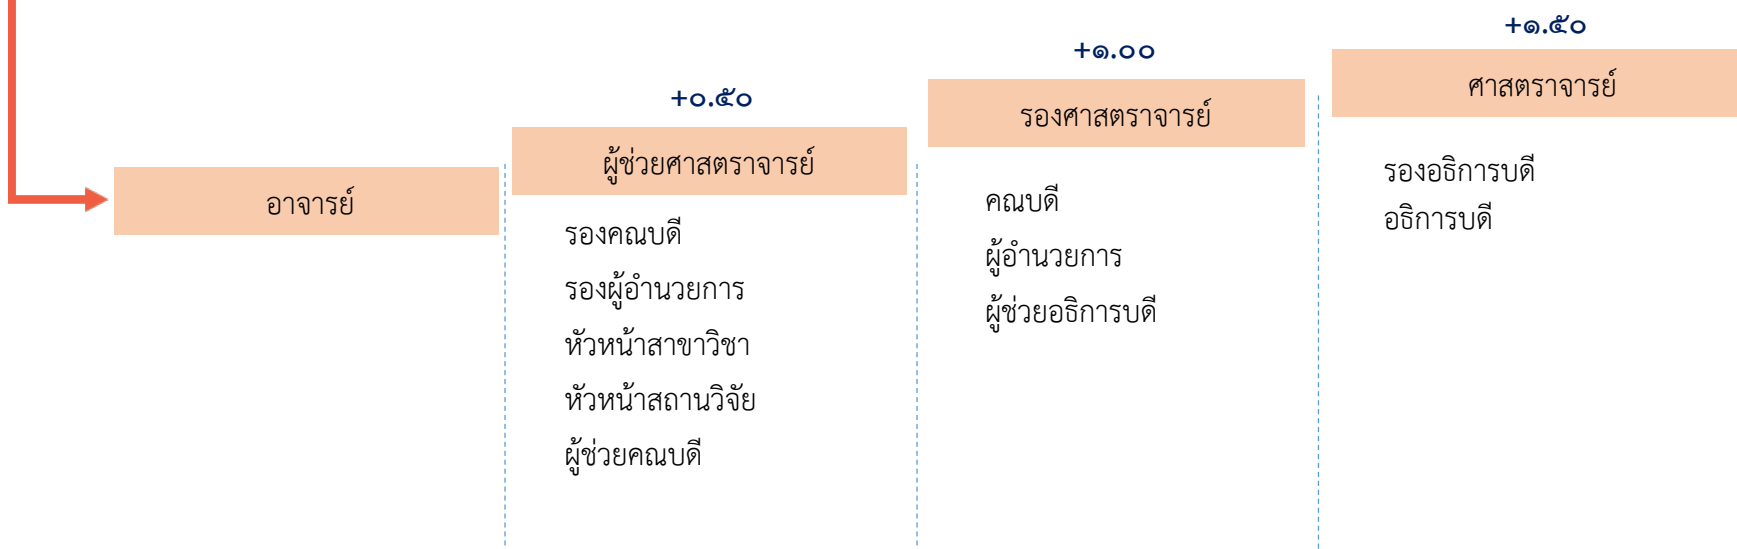 อาจารย์
+๐.๕๐
ผู้ช่วยศาสตราจารย์
รองคณบดี
รองผู้อำนวยการ
หัวหน้าสาขาวิชา
หัวหน้าสถานวิจัย
ผู้ช่วยคณบดี
+๑.๐๐
รองศาสตราจารย์
คณบดี
ผู้อำนวยการ
ผู้ช่วยอธิการบดี
+๑.๕๐
ศาสตราจารย์
รองอธิการบดี
อธิการบดี